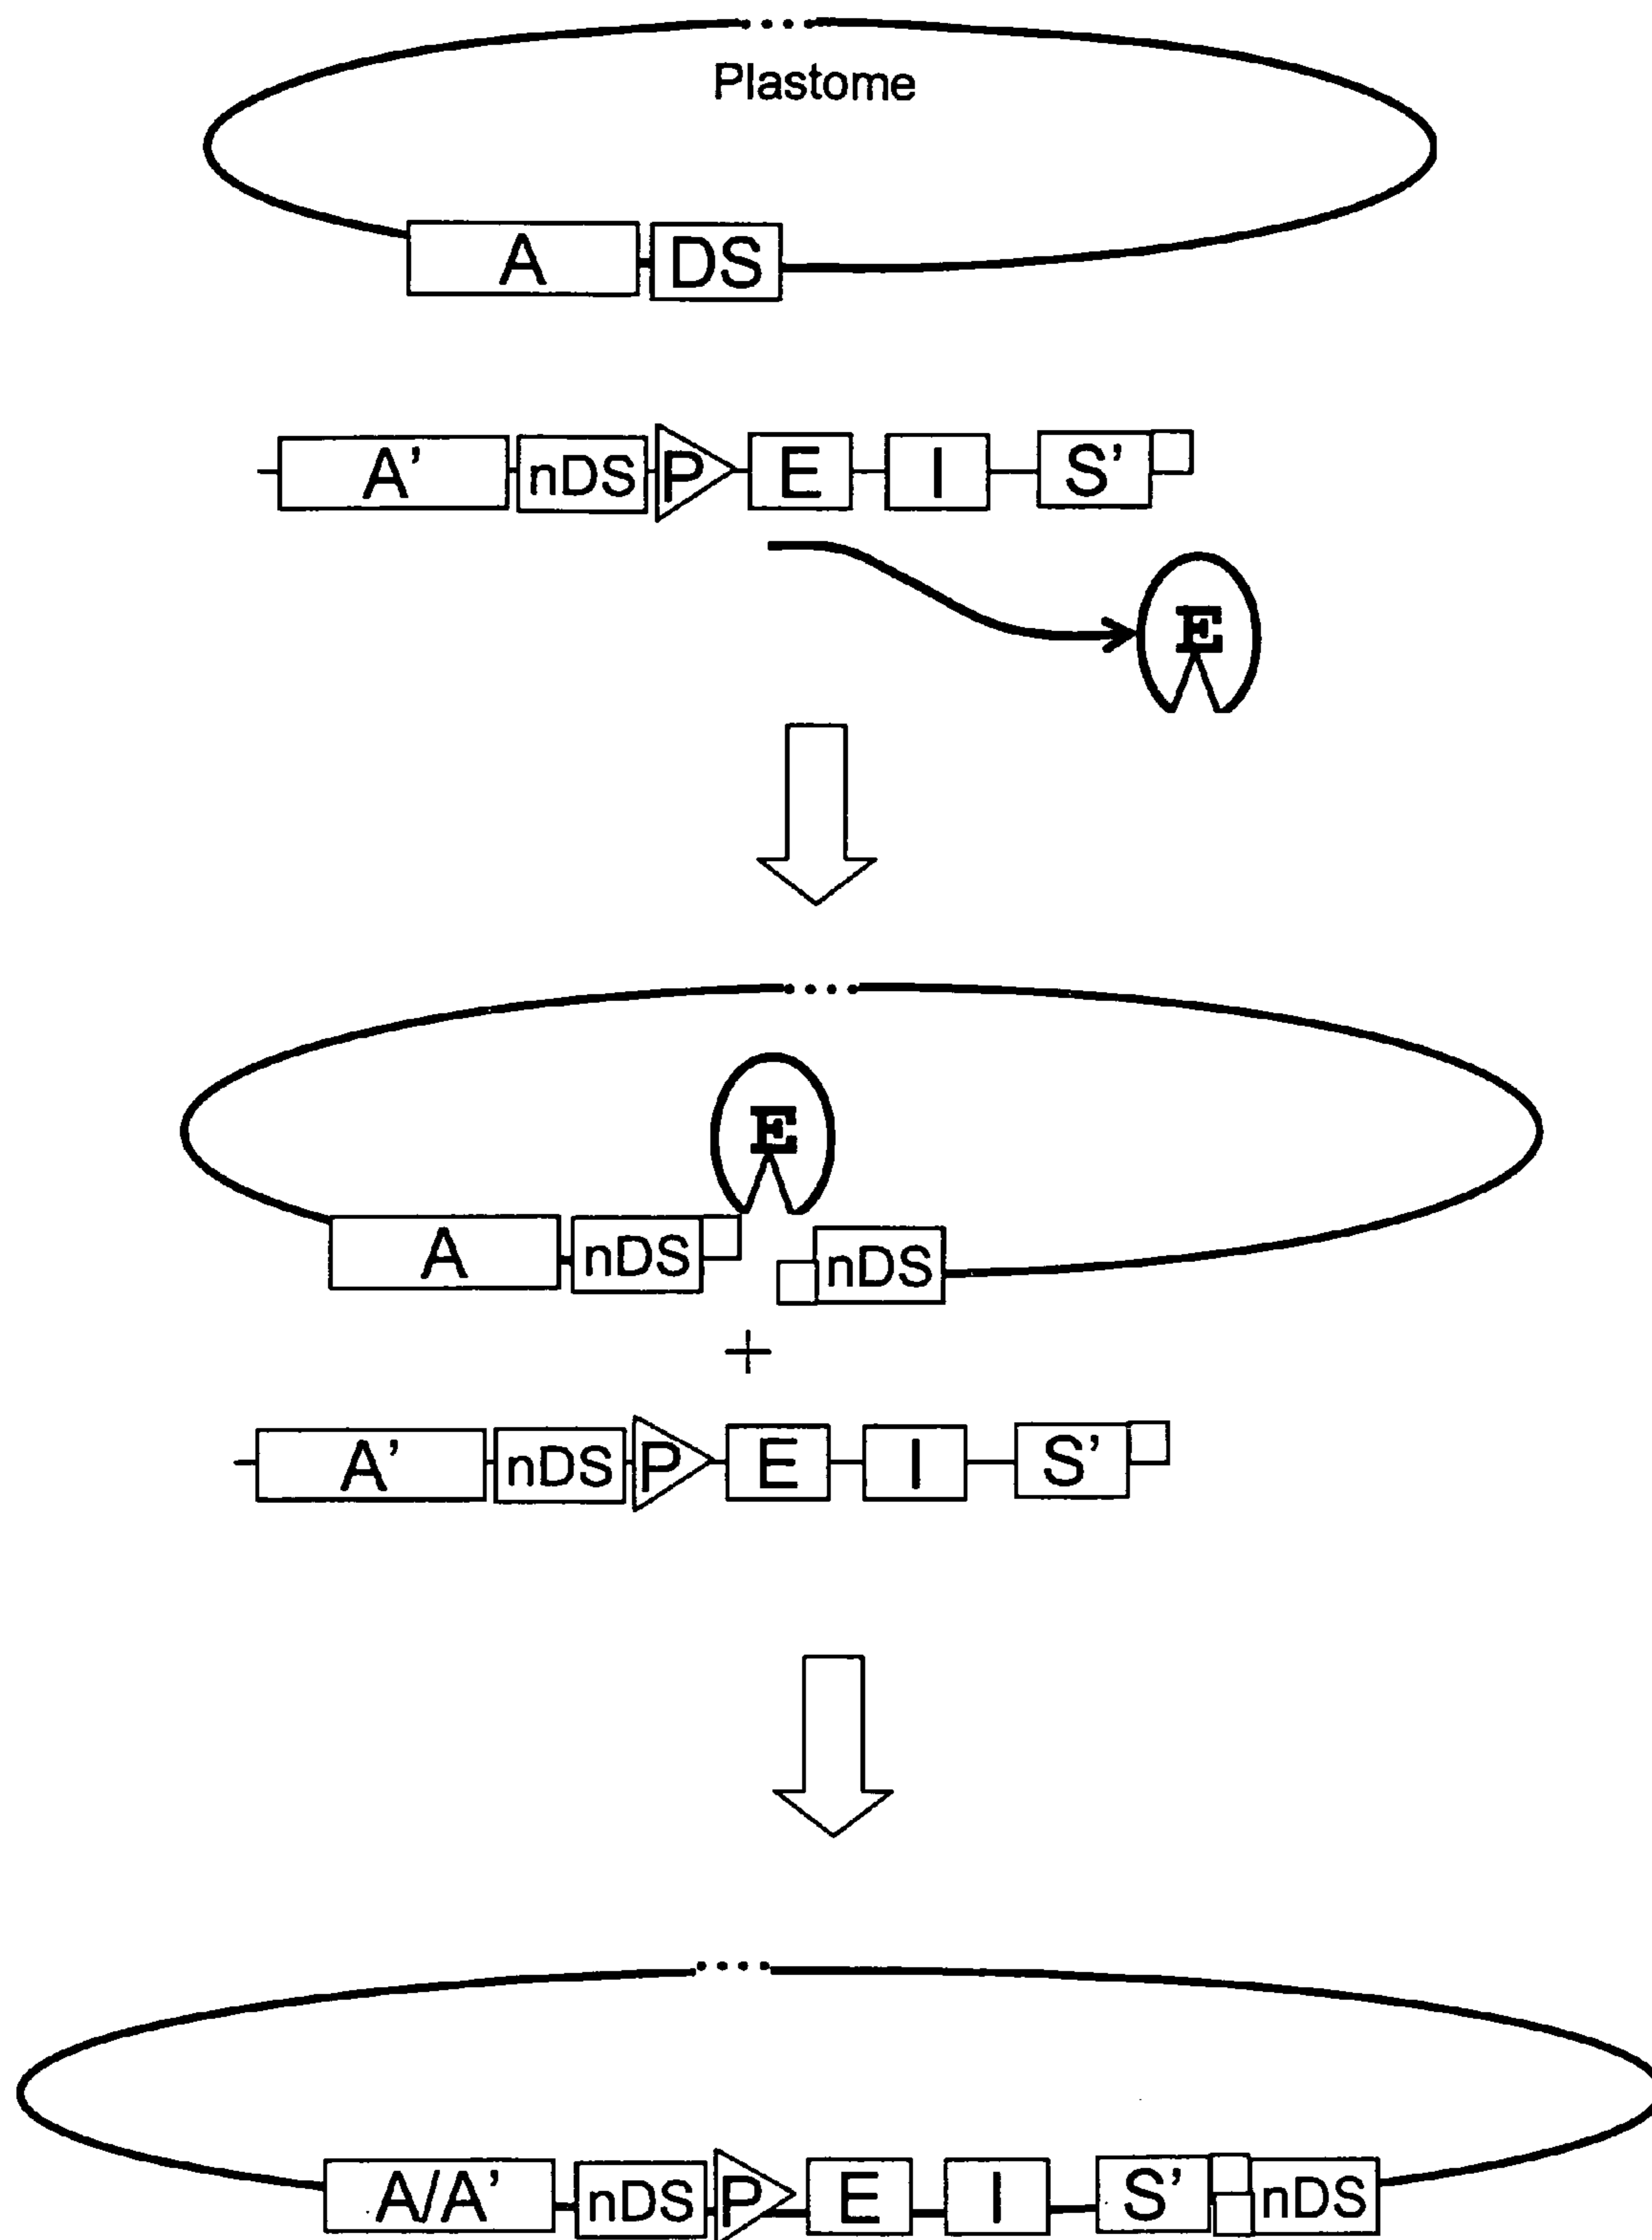 Plastome
A DS
A' nDS P E I S'
E
E
A nDS nDS
+
A' nDS P E I S'
A/A' nDS P E I S' nDS